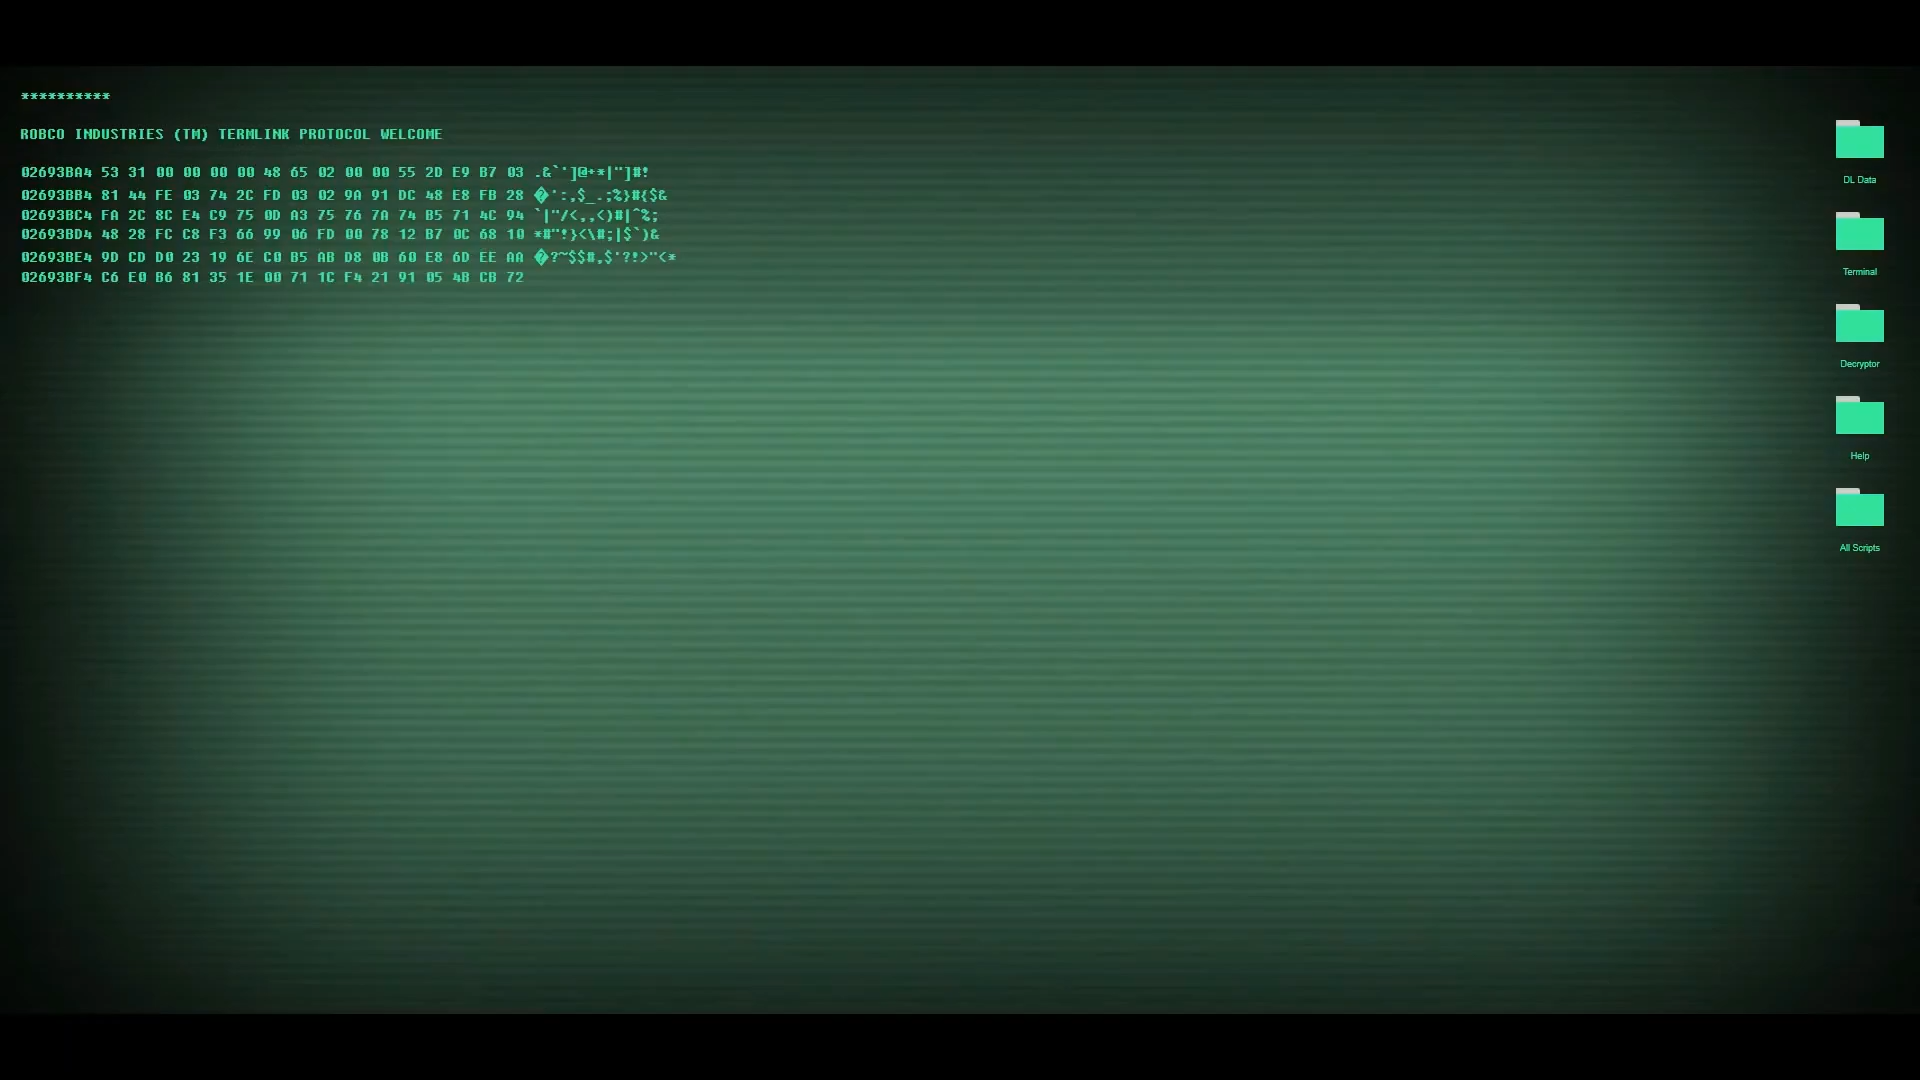 **********
ROBCO INDUSTRIES (TM) TERMLINK PROTOCOL WELCOME
02693BA4 53 31 00 00 00 00 48 65 02 00 00 55 2D E9 B7 03 .&`']@+*|"]#!
02693BB4 81 44 FE 03 74 2C FD 03 02 9A 91 DC 48 E8 FB 28 �':,$_.;%}#{$&
02693BC4 FA 2C 8C E4 C9 75 0D A3 75 76 7A 74 B5 71 4C 94 `|"/<,,<)#|^%;
02693BD4 48 28 FC C8 F3 66 99 06 FD 00 78 12 B7 0C 68 10 *#"!}<\#;|$`)&
02693BE4 9D CD D0 23 19 6E C0 B5 AB D8 0B 60 E8 6D EE AA �?~$$#,$'?!>"<*
02693BF4 C6 E0 B6 81 35 1E 00 71 1C F4 21 91 05 4B CB 72
DL Data
Terminal
Decryptor
Help
All Scripts